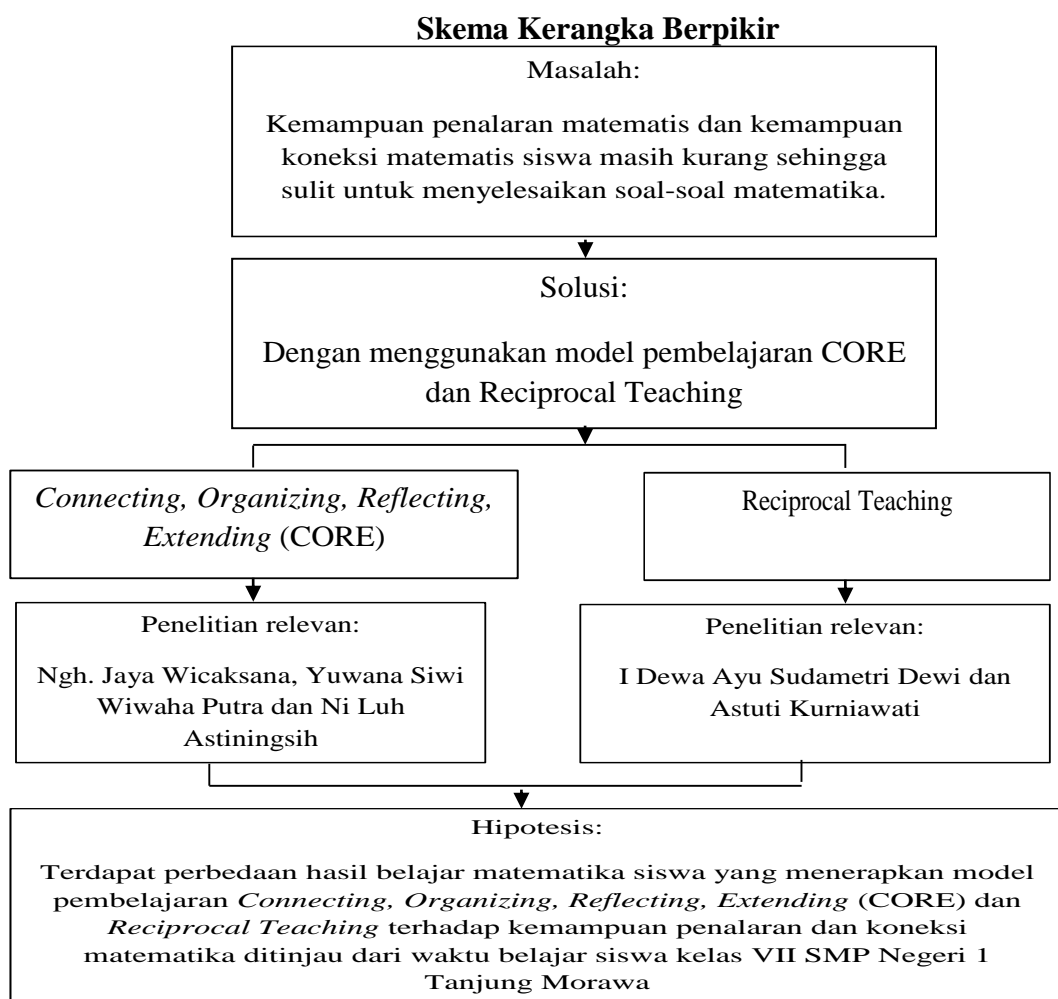 Skema Kerangka Berpikir
Masalah:
Kemampuan penalaran matematis dan kemampuan
koneksi matematis siswa masih kurang sehingga
sulit untuk menyelesaikan soal-soal matematika.
Solusi:
Dengan menggunakan model pembelajaran CORE
dan Reciprocal Teaching
Connecting, Organizing, Reflecting,
Extending (CORE)
Reciprocal Teaching
Penelitian relevan:
Ngh. Jaya Wicaksana, Yuwana Siwi
Wiwaha Putra dan Ni Luh
Astiningsih
Penelitian relevan:
I Dewa Ayu Sudametri Dewi dan
Astuti Kurniawati
Hipotesis:
Terdapat perbedaan hasil belajar matematika siswa yang menerapkan model
pembelajaran Connecting, Organizing, Reflecting, Extending (CORE) dan
Reciprocal Teaching terhadap kemampuan penalaran dan koneksi
matematika ditinjau dari waktu belajar siswa kelas VII SMP Negeri 1
Tanjung Morawa